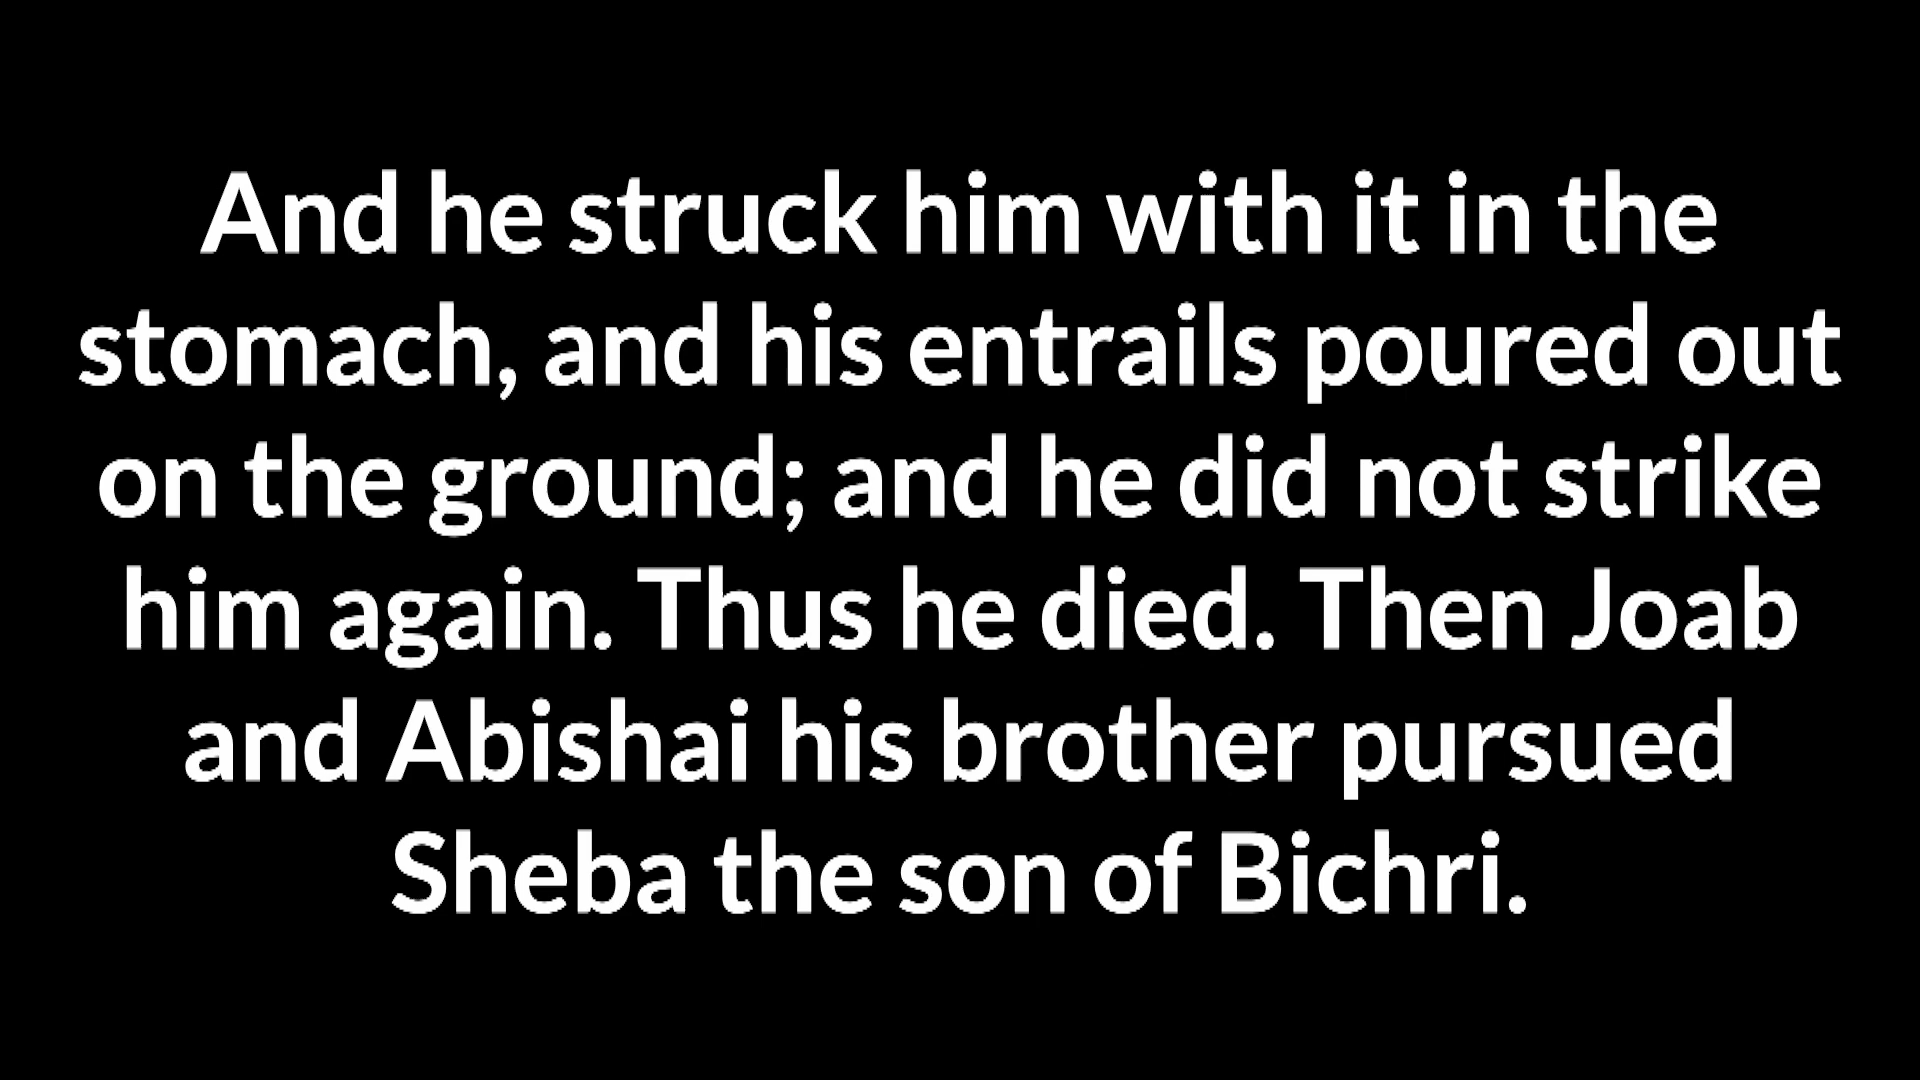 And he struck him with it in the
stomach, and his entrails poured out
on the ground; and he did not strike
him again. Thus he died. Then Joab
and Abishai his brother pursued
Sheba the son of Bichri.